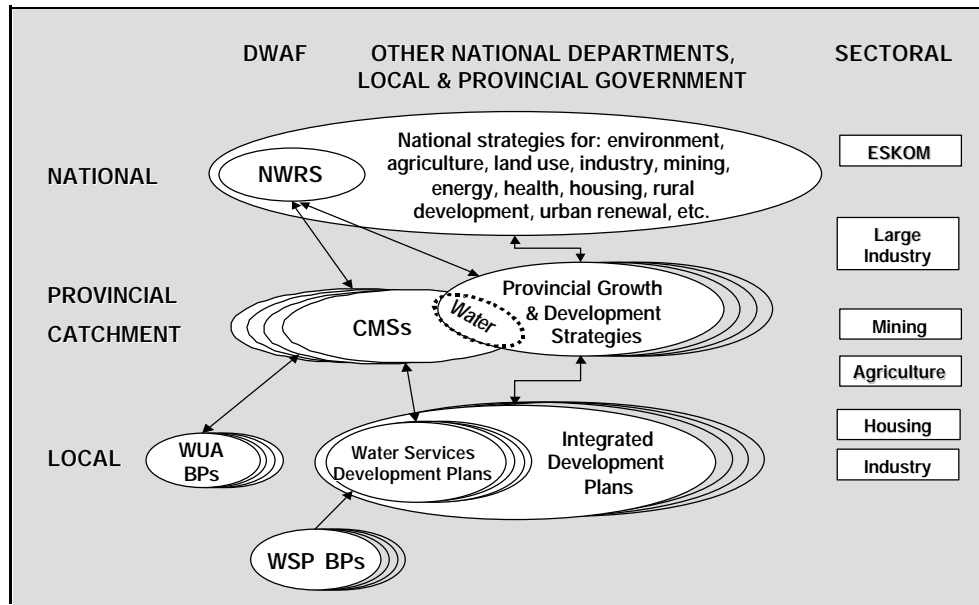 DWAF
OTHER NATIONAL DEPARTMENTS,
LOCAL & PROVINCIAL GOVERNMENT
SECTORAL
NATIONAL
NWRS
National strategies for: environment,
agriculture, land use, industry, mining,
energy, health, housing, rural
development, urban renewal, etc.
ESKOM
Large
Industry
PROVINCIAL
CATCHMENT
CMSs
Water
Provincial Growth
& Development
Strategies
Mining
Agriculture
LOCAL
WUA
BPs
Water Services
Development Plans
Integrated
Development
Plans
Housing
Industry
WSP BPs